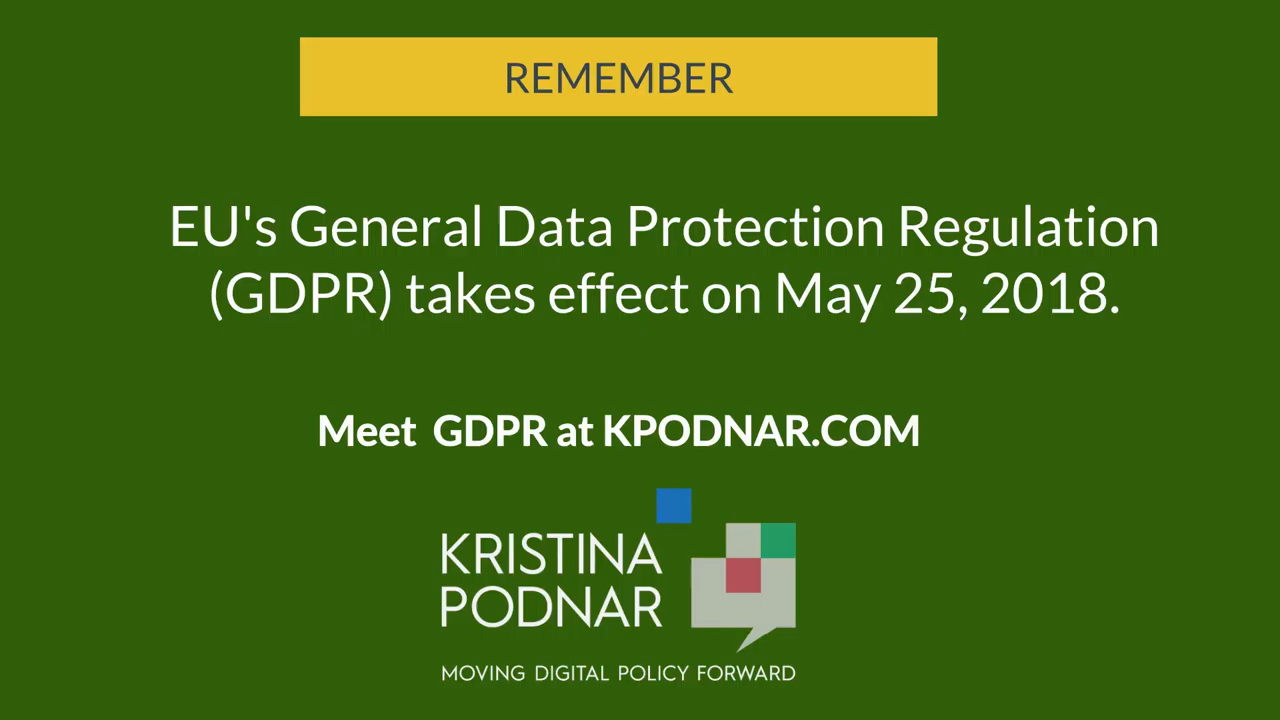 REMEMBER
EU's General Data Protection Regulation
(GDPR) takes effect on May 25, 2018.
Meet GDPR at KPODNAR.COM
KRISTINA
PODNAR
MOVING DIGITAL POLICY FORWARD